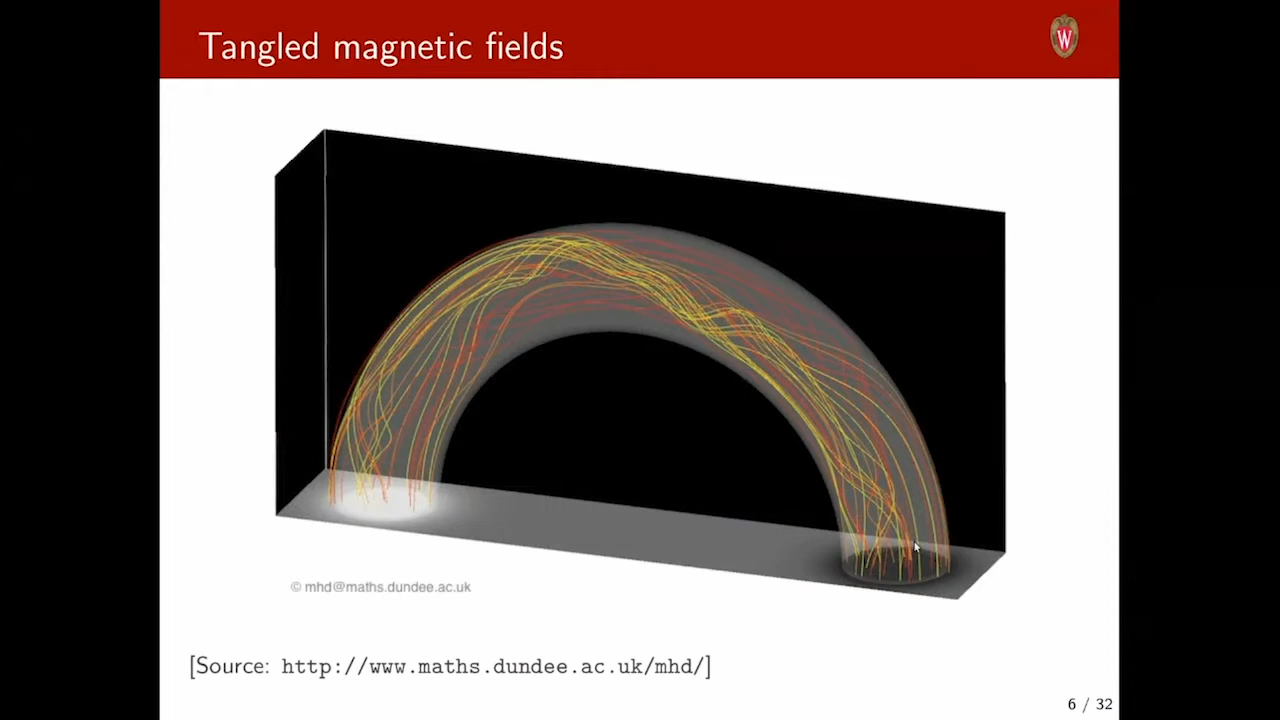 Tangled magnetic fields
W
© mhd@maths.dundee.ac.uk
[Source: http://www.maths.dundee.ac.uk/mhd/]
6 / 32